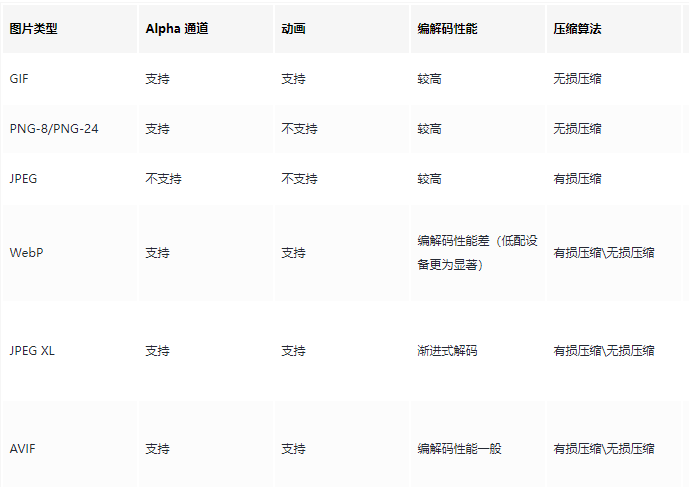 图片类型 Alpha 通道 动画 编解码性能 压缩算法
GIF 支持 支持 较高 无损压缩
PNG-8/PNG-24 支持 不支持 较高 无损压缩
JPEG 不支持 不支持 较高 有损压缩
WebP 支持 支持 编解码性能差（低配设
备更为显著） 有损压缩\无损压缩
JPEG XL 支持 支持 渐进式解码 有损压缩\无损压缩
AVIF 支持 支持 编解码性能一般 有损压缩\无损压缩